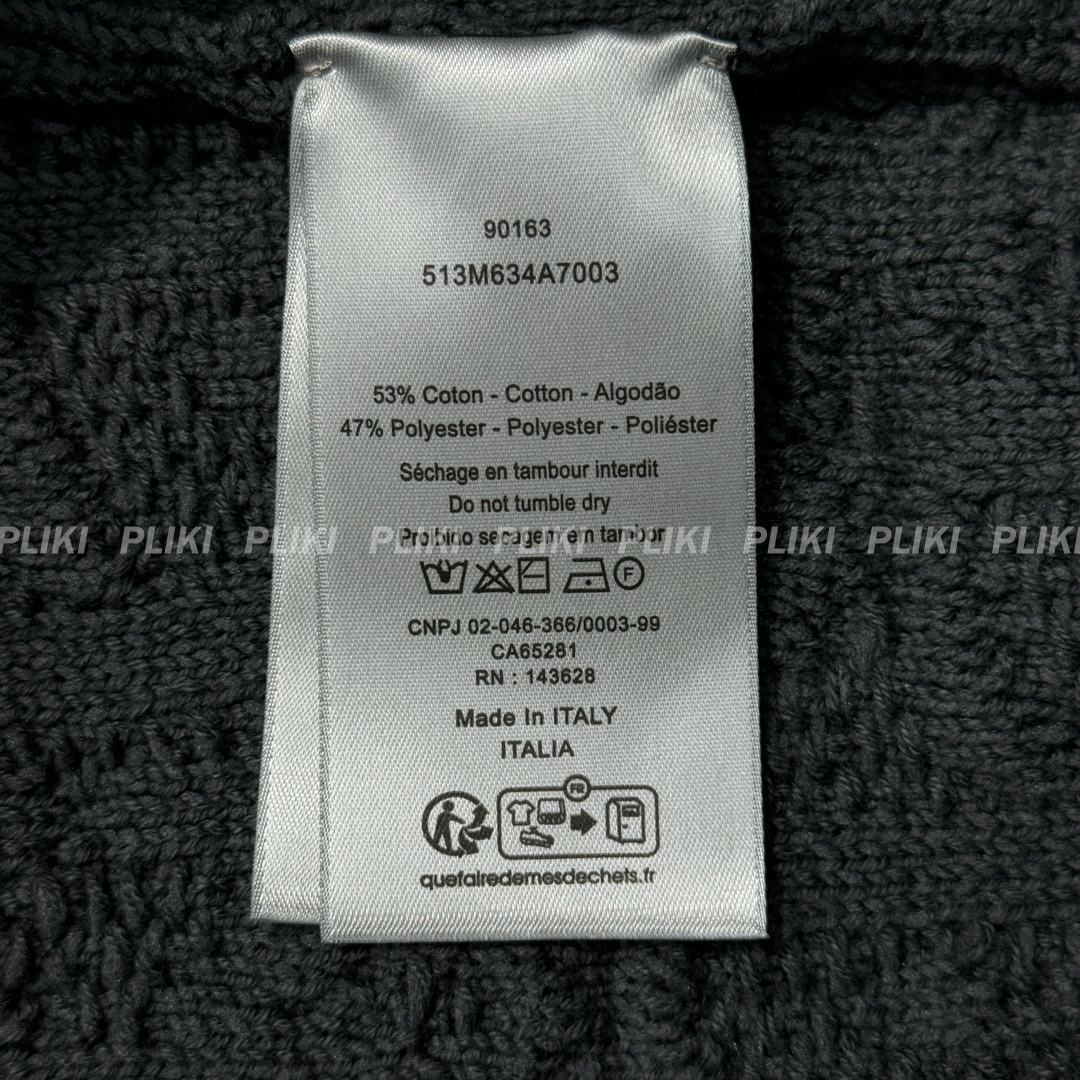 90163
513M634A7003
53% Coton - Cotton - Algodão
47% Polyester - Polyester - Poliéster
Séchage en tambour interdit
Do not tumble dry
Proibino secagem em tambor
PLIKI PLIKI PLIKI PLIKI PLIKI PLIKI PLIKI PLIKI PLIKI
F
CNPJ 02-046-366/0003-99
CA65281
RN : 143628
Made In ITALY
ITALIA
FR
quefairedemesdechets.fr